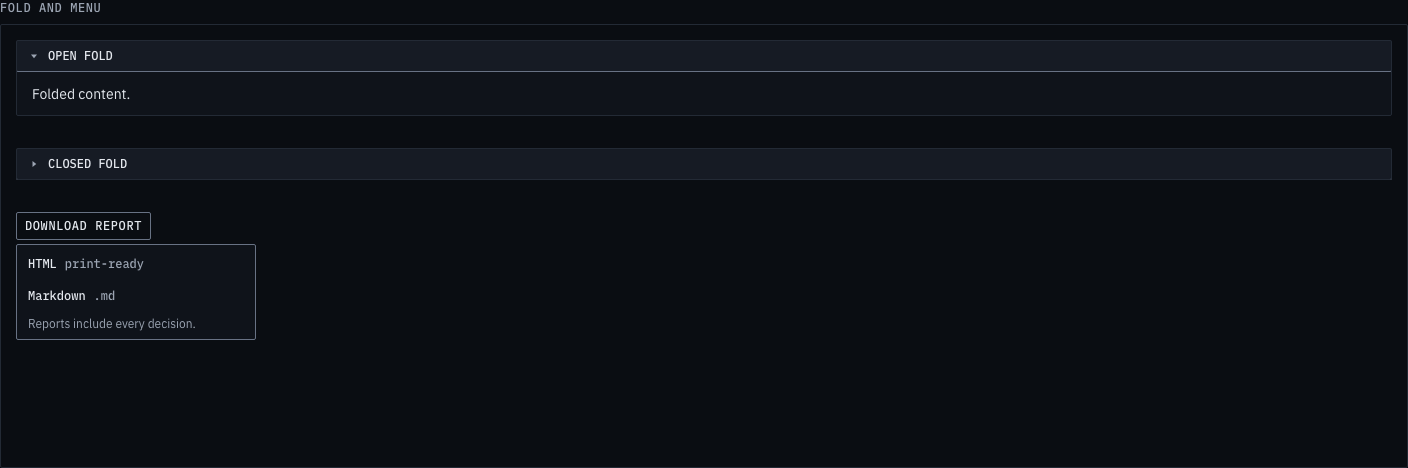 FOLD AND MENU
OPEN FOLD
Folded content.
CLOSED FOLD
DOWNLOAD REPORT
HTML print-ready
Markdown .md
Reports include every decision.